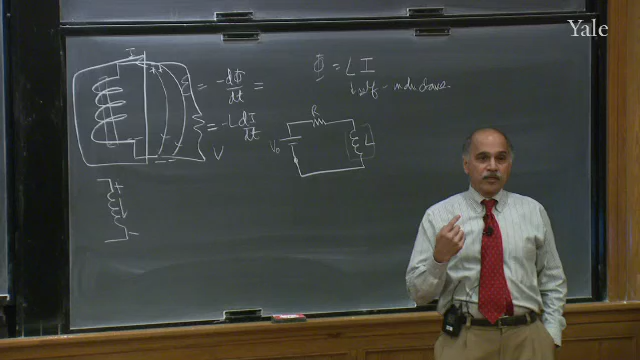 Yale
I
++
ℰ = -dΦ/dt =
= -L dI/dt
V
---
+
-
Φ = L I
self-inductance
R
V₀
L